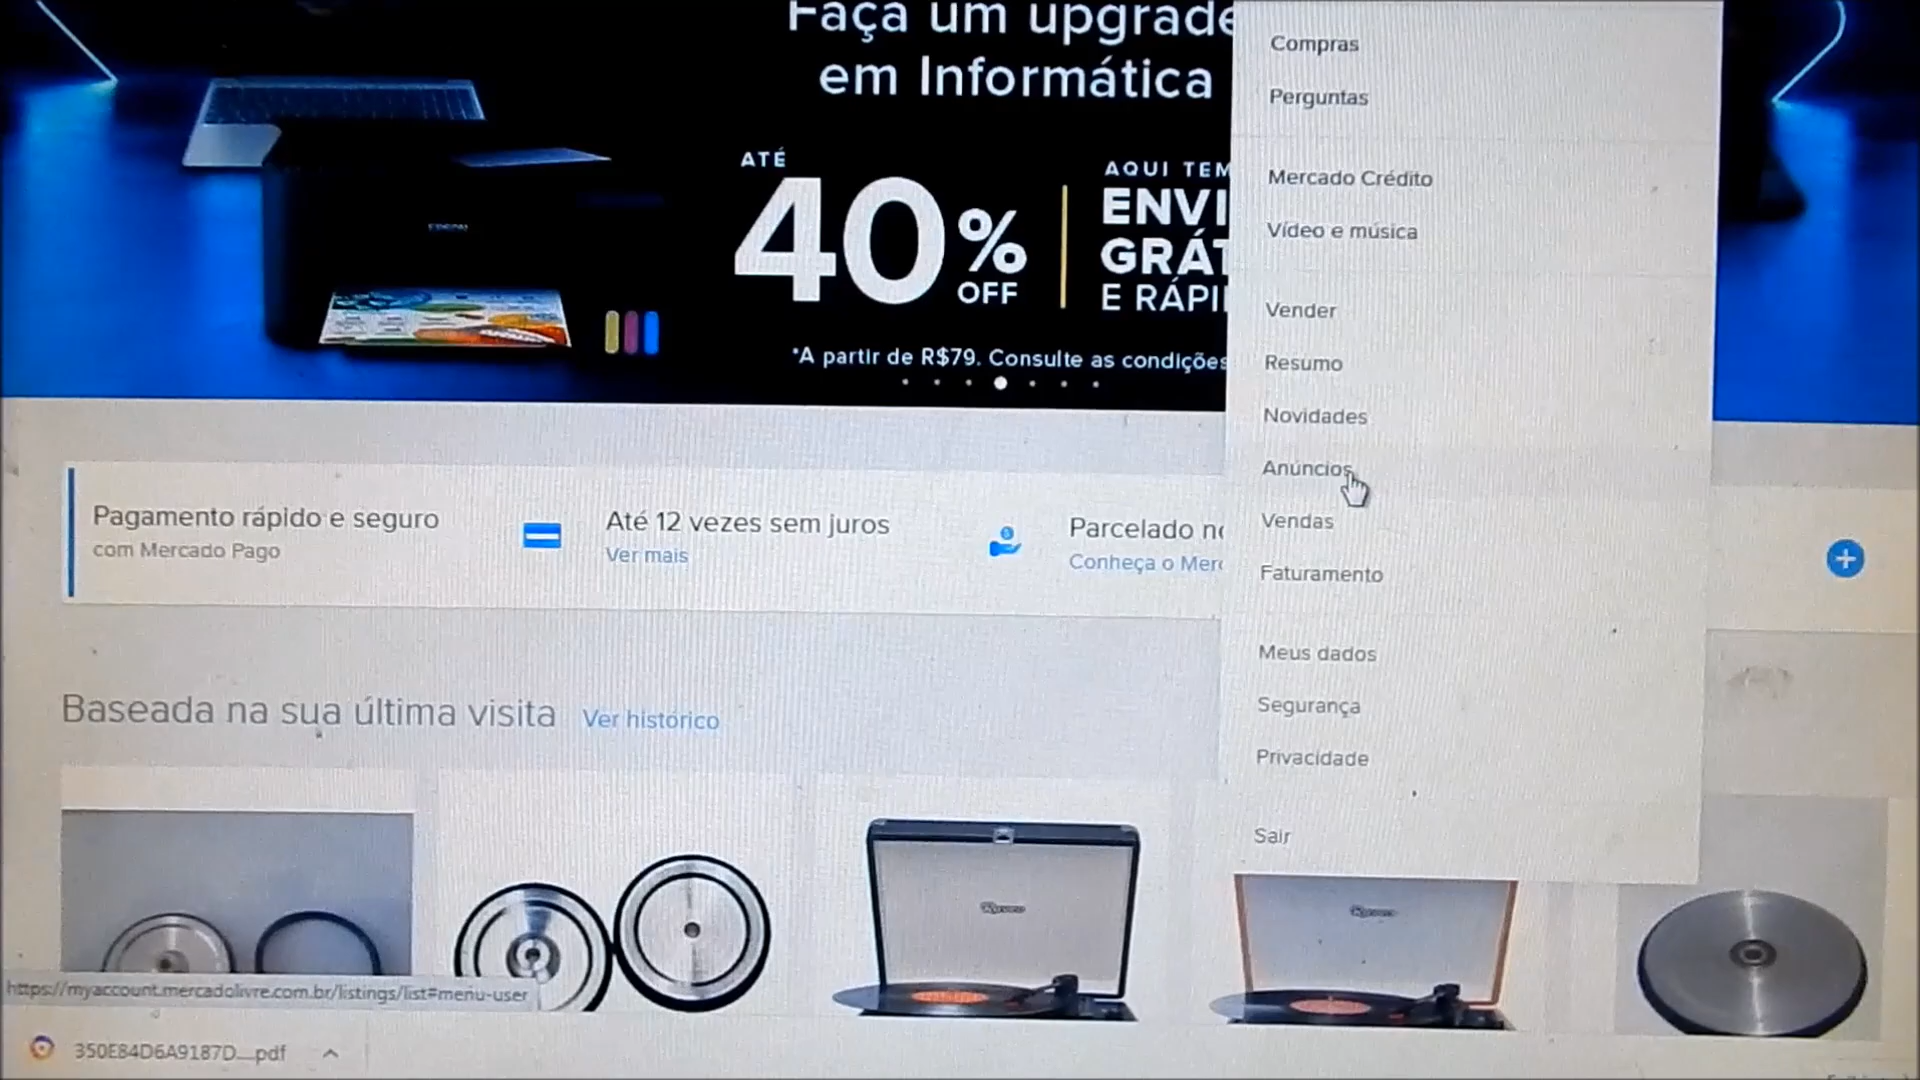 Faça um upgrade
em Informática
ATÉ
40%
OFF
AQUI TEM
ENVI
GRÁT
E RÁPI
*A partir de R$79. Consulte as condições
Compras
Perguntas
Mercado Crédito
Vídeo e música
Vender
Resumo
Novidades
Anúncios
Vendas
Faturamento
Meus dados
Segurança
Privacidade
Sair
Pagamento rápido e seguro
com Mercado Pago
Até 12 vezes sem juros
Ver mais
Parcelado no
Conheça o Merc
Baseada na sua última visita
Ver histórico
https://myaccount.mercadolivre.com.br/listings/list#menu-user
350E84D6A9187D....pdf